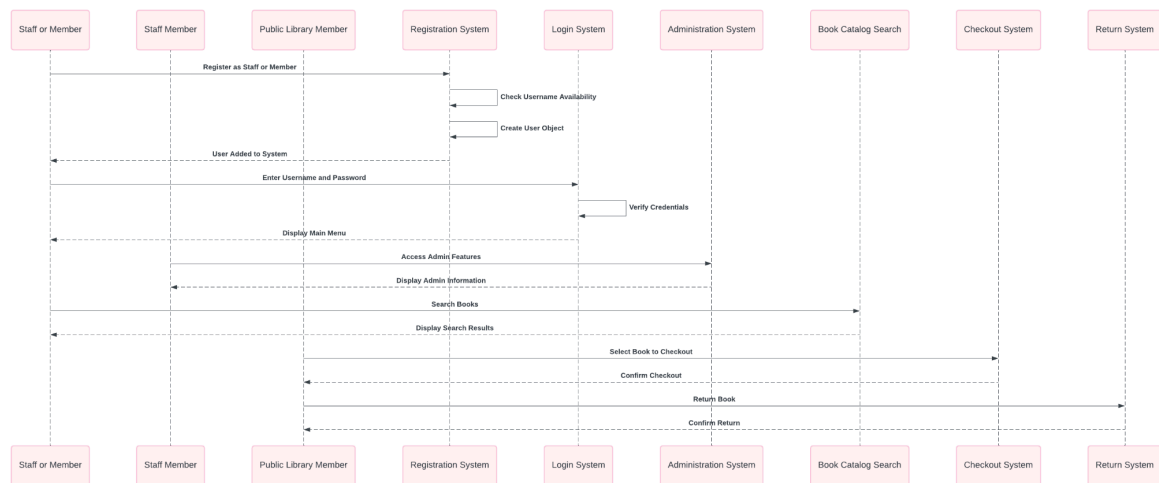 Staff or Member
Staff Member
Public Library Member
Registration System
Login System
Administration System
Book Catalog Search
Checkout System
Return System
Register as Staff or Member
Check Username Availability
Create User Object
User Added to System
Enter Username and Password
Verify Credentials
Display Main Menu
Access Admin Features
Display Admin Information
Search Books
Display Search Results
Select Book to Checkout
Confirm Checkout
Return Book
Confirm Return
Staff or Member
Staff Member
Public Library Member
Registration System
Login System
Administration System
Book Catalog Search
Checkout System
Return System